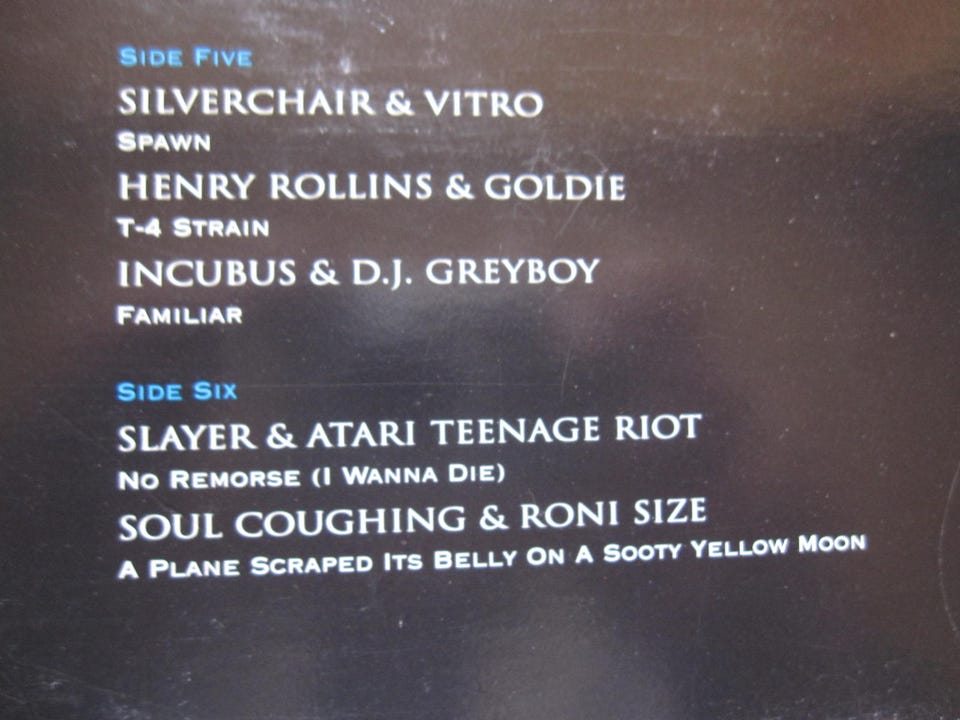 SIDE FIVE
SILVERCHAIR & VITRO
SPAWN
HENRY ROLLINS & GOLDIE
T-4 STRAIN
INCUBUS & D.J. GREYBOY
FAMILIAR
SIDE SIX
SLAYER & ATARI TEENAGE RIOT
NO REMORSE (I WANNA DIE)
SOUL COUGHING & RONI SIZE
A PLANE SCRAPED ITS BELLY ON A SOOTY YELLOW MOON